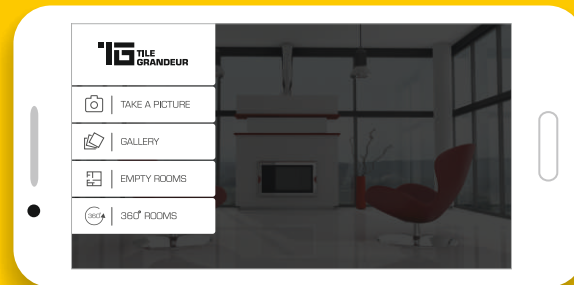 TG TILE
GRANDEUR
TAKE A PICTURE
GALLERY
EMPTY ROOMS
360° 360° ROOMS